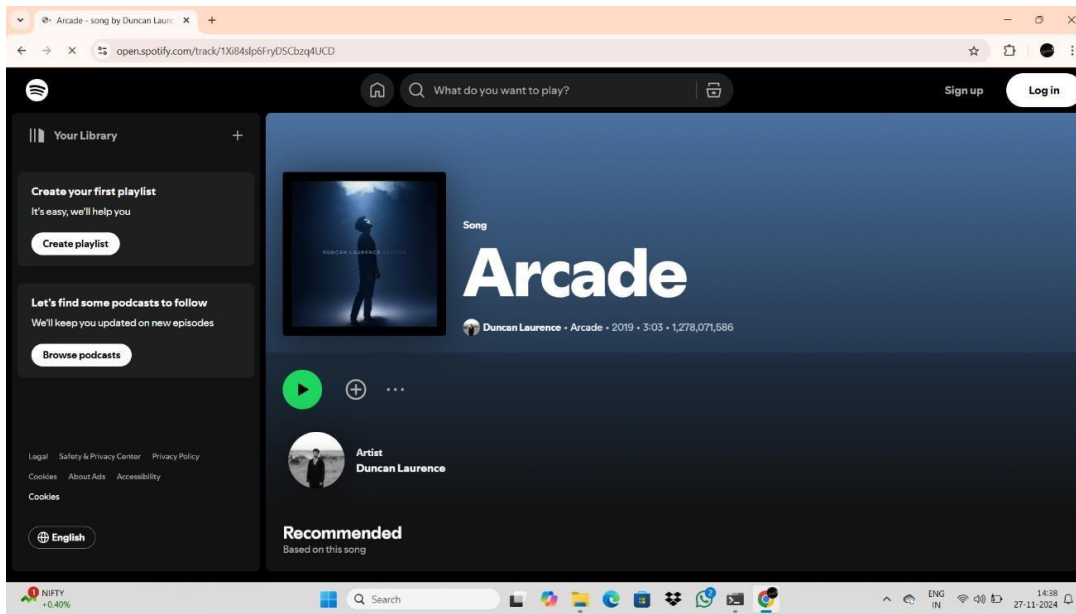 Arcade - song by Duncan Laure
open.spotify.com/track/1Xi84slp6FryDSCbzq4UCD
What do you want to play?
Sign up
Log in
Your Library
Create your first playlist
It's easy, we'll help you
Create playlist
Let's find some podcasts to follow
We'll keep you updated on new episodes
Browse podcasts
Legal Safety & Privacy Center Privacy Policy
Cookies About Ads Accessibility
Cookies
English
DUNCAN LAURENCE
Song
Arcade
Duncan Laurence • Arcade • 2019 • 3:03 • 1,278,071,586
Artist
Duncan Laurence
Recommended
Based on this song
1
NIFTY
+0.40%
Search
2
ENG
IN
14:38
27-11-2024